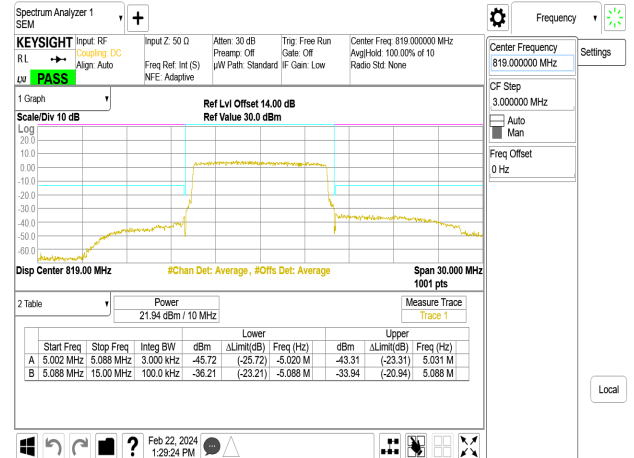 Spectrum Analyzer 1
SEM
Frequency
KEYSIGHT Input: RF Input Z: 50 Ω Atten: 30 dB Trig: Free Run Center Freq: 819.000000 MHz
Coupling: DC Preamp: Off Gate: Off Avg|Hold: 100.00% of 10
R L Align: Auto Freq Ref: Int (S) µW Path: Standard IF Gain: Low Radio Std: None
NFE: Adaptive
LXI PASS
Center Frequency
819.000000 MHz
Settings
CF Step
3.000000 MHz
Auto
Man
Freq Offset
0 Hz
1 Graph
Ref Lvl Offset 14.00 dB
Scale/Div 10 dB Ref Value 30.0 dBm
Log
20.0
10.0
0.00
-10.0
-20.0
-30.0
-40.0
-50.0
-60.0
Disp Center 819.00 MHz #Chan Det: Average , #Offs Det: Average Span 30.000 MHz
1001 pts
2 Table Power Measure Trace
21.94 dBm / 10 MHz Trace 1
Lower Upper
Start Freq Stop Freq Integ BW dBm ΔLimit(dB) Freq (Hz) dBm ΔLimit(dB) Freq (Hz)
A 5.002 MHz 5.088 MHz 3.000 kHz -45.72 (-25.72) -5.020 M -43.31 (-23.31) 5.031 M
B 5.088 MHz 15.00 MHz 100.0 kHz -36.21 (-23.21) -5.088 M -33.94 (-20.94) 5.088 M
Local
Feb 22, 2024
1:29:24 PM